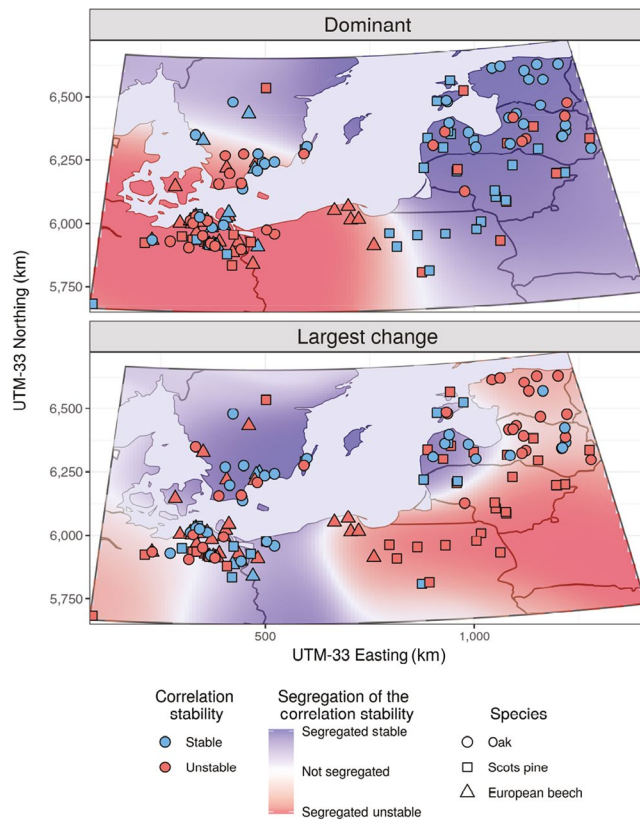 Dominant
6,500
6,250
6,000
5,750
UTM-33 Northing (km)
Largest change
6,500
6,250
6,000
5,750
500
1,000
UTM-33 Easting (km)
Correlation
stability
Stable
Unstable
Segregation of the
correlation stability
Segregated stable
Not segregated
Segregated unstable
Species
Oak
Scots pine
European beech